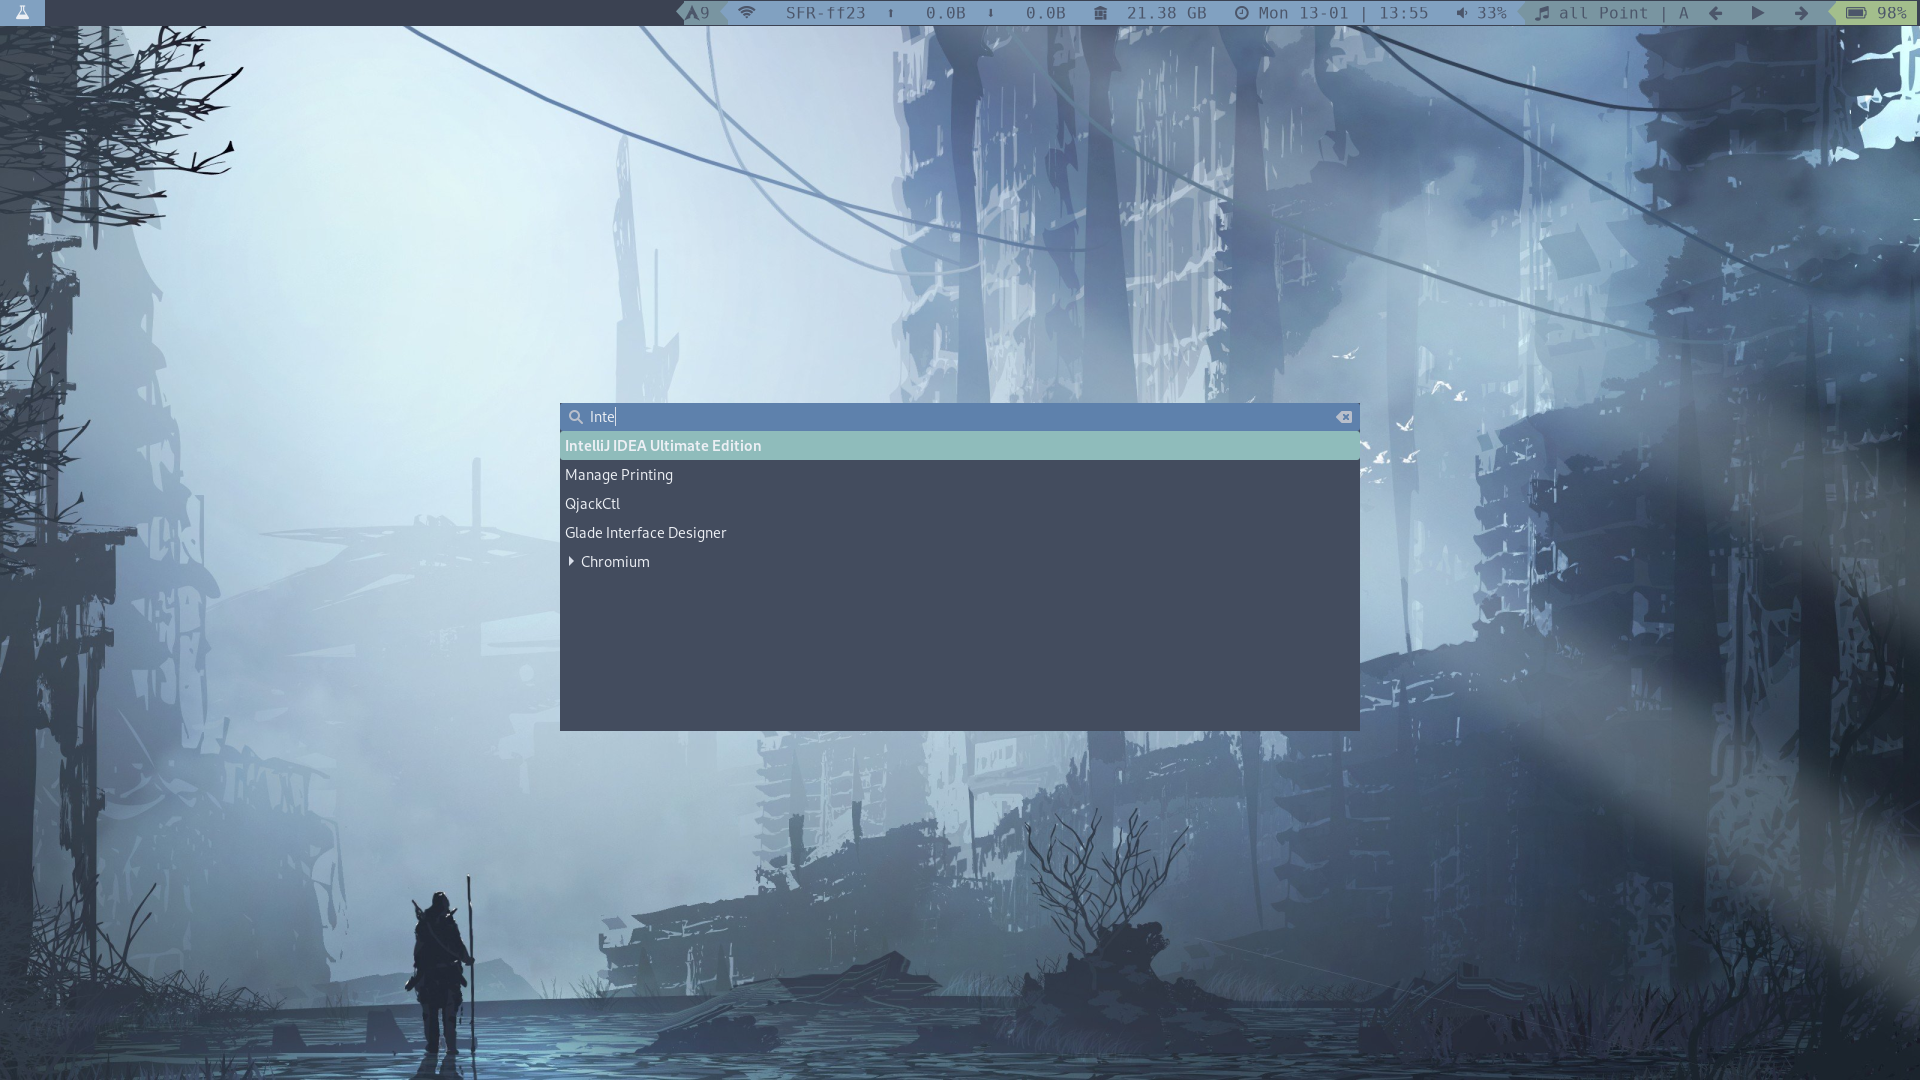 9 SFR-ff23 0.0B 0.0B 21.38 GB Mon 13-01 | 13:55 33% all Point | A 98%
Inte
IntelliJ IDEA Ultimate Edition
Manage Printing
QjackCtl
Glade Interface Designer
Chromium